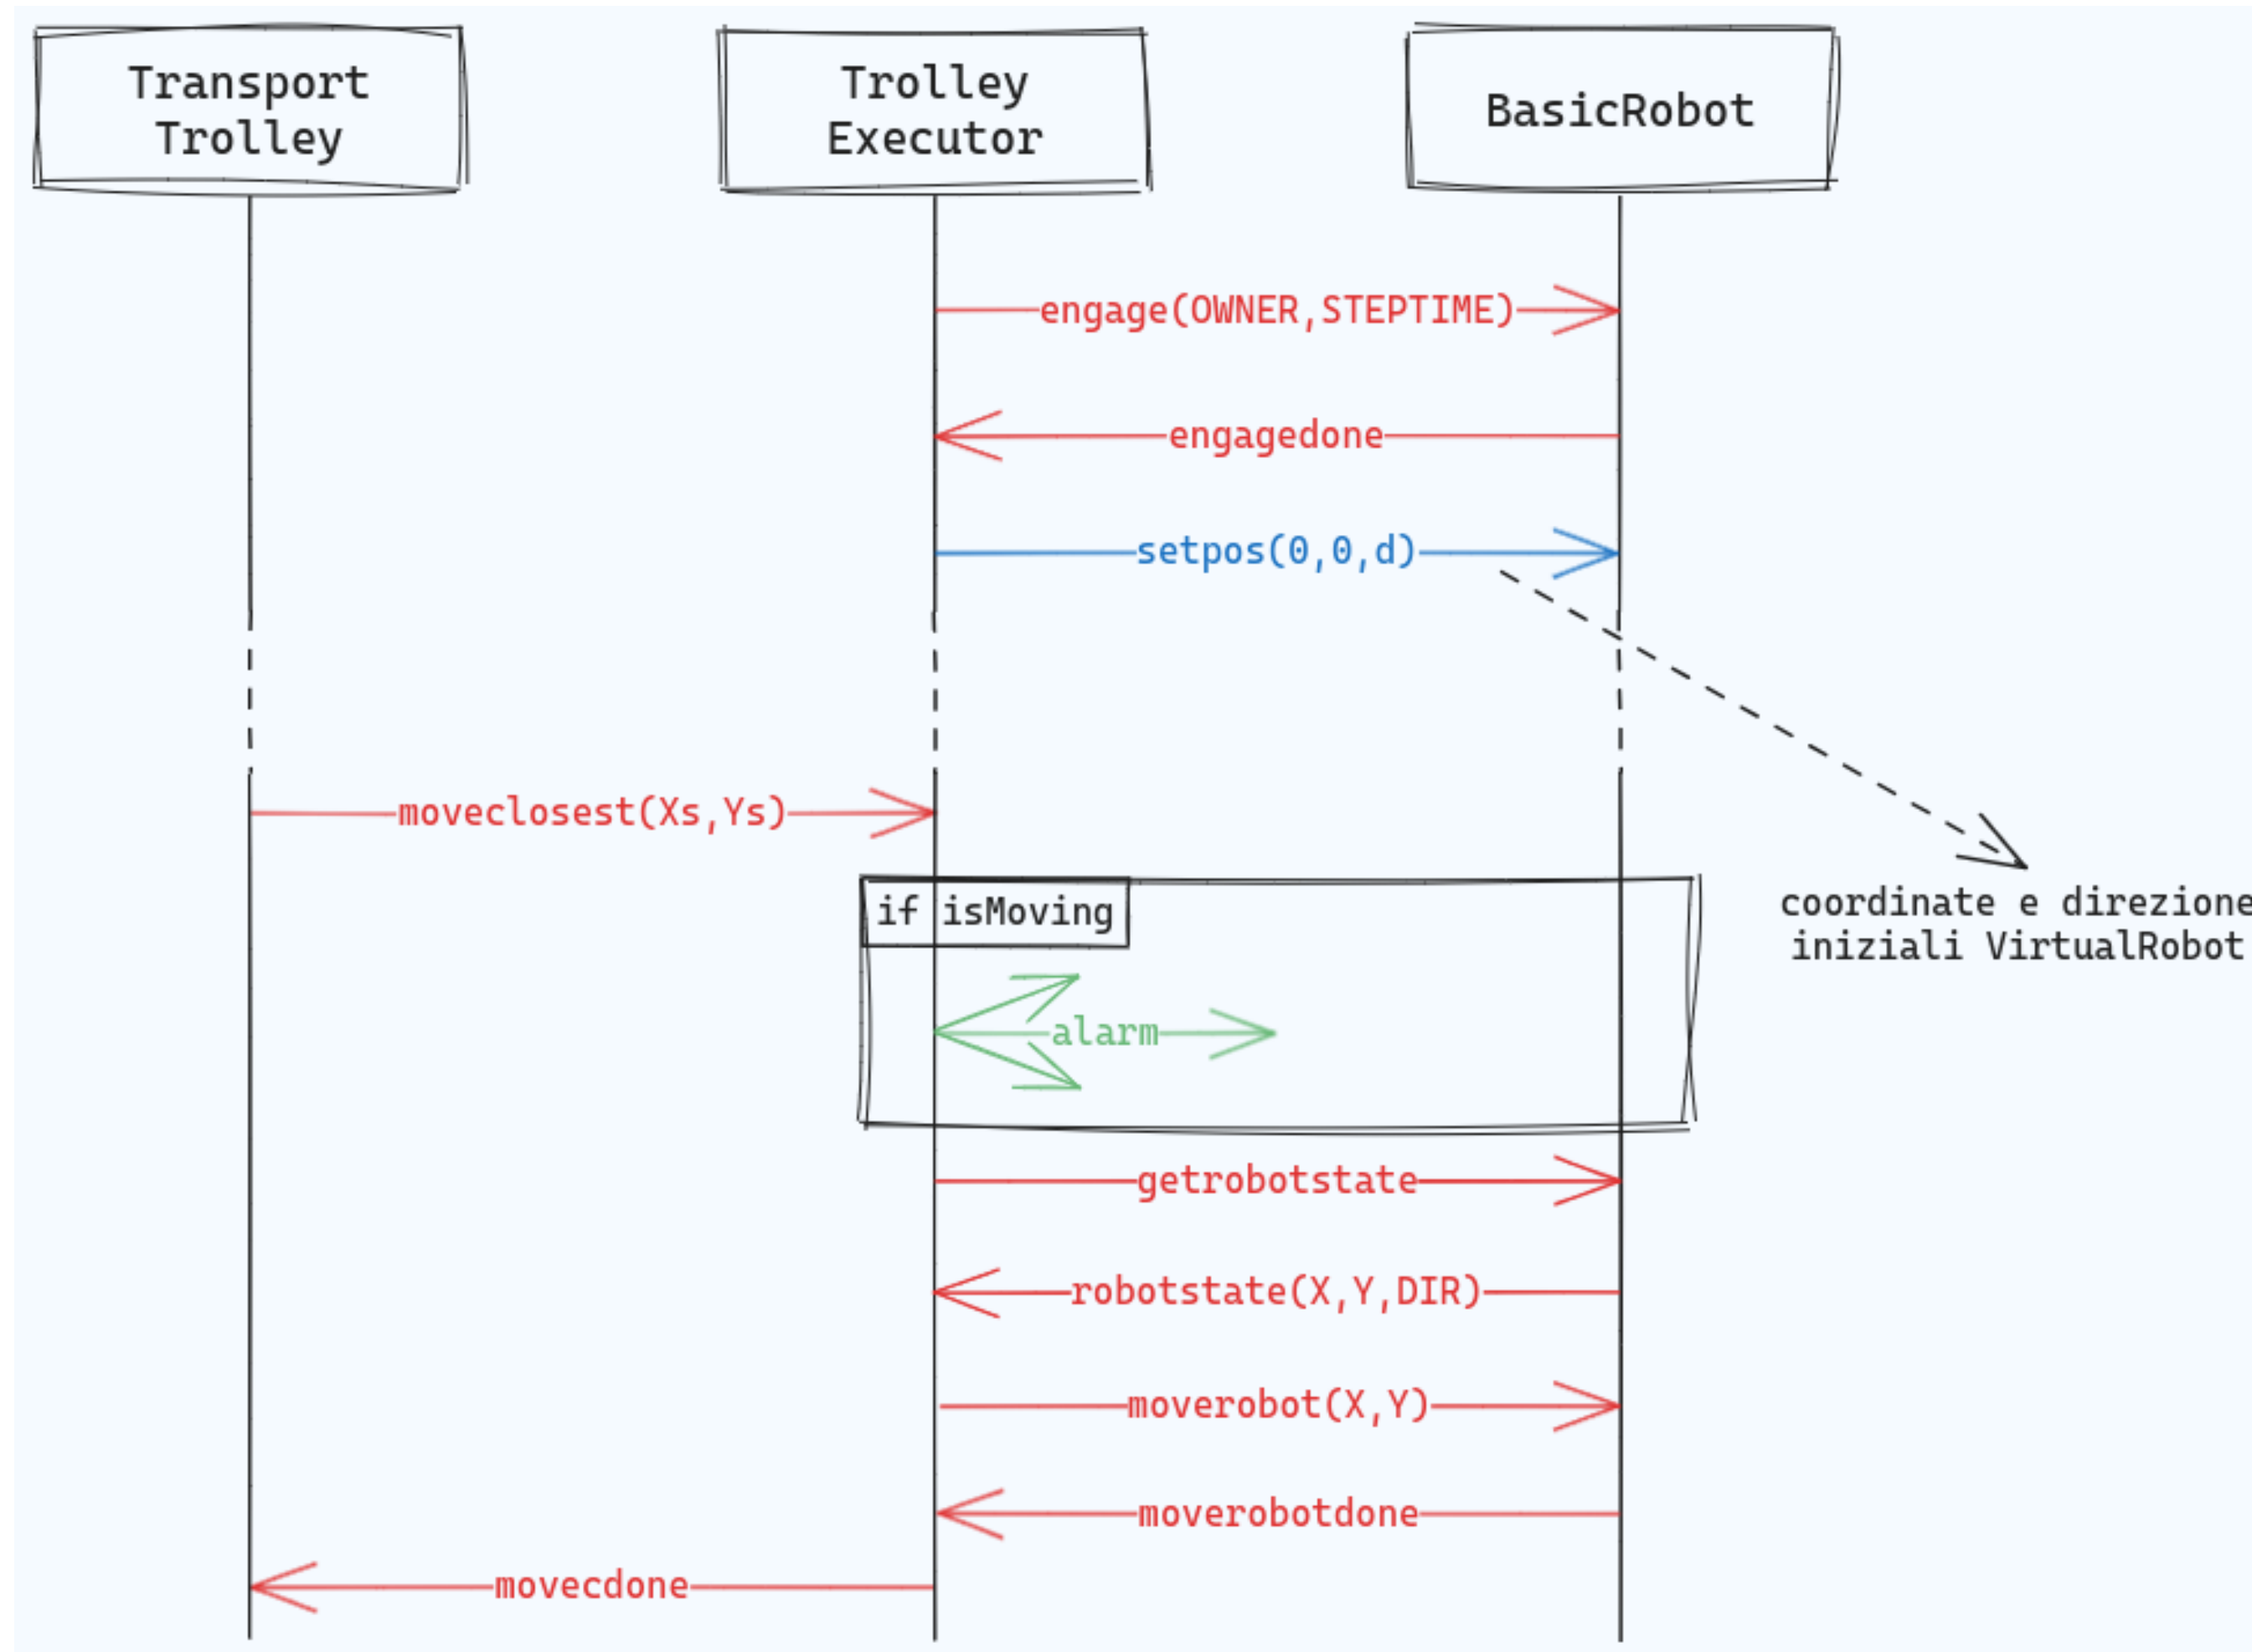 Transport
Trolley
Trolley
Executor
BasicRobot
engage(OWNER,STEPTIME)
engagedone
setpos(0,0,d)
moveclosest(Xs,Ys)
if isMoving
coordinate e direzione
iniziali VirtualRobot
alarm
getrobotstate
robotstate(X,Y,DIR)
moverobot(X,Y)
moverobotdone
movecdone